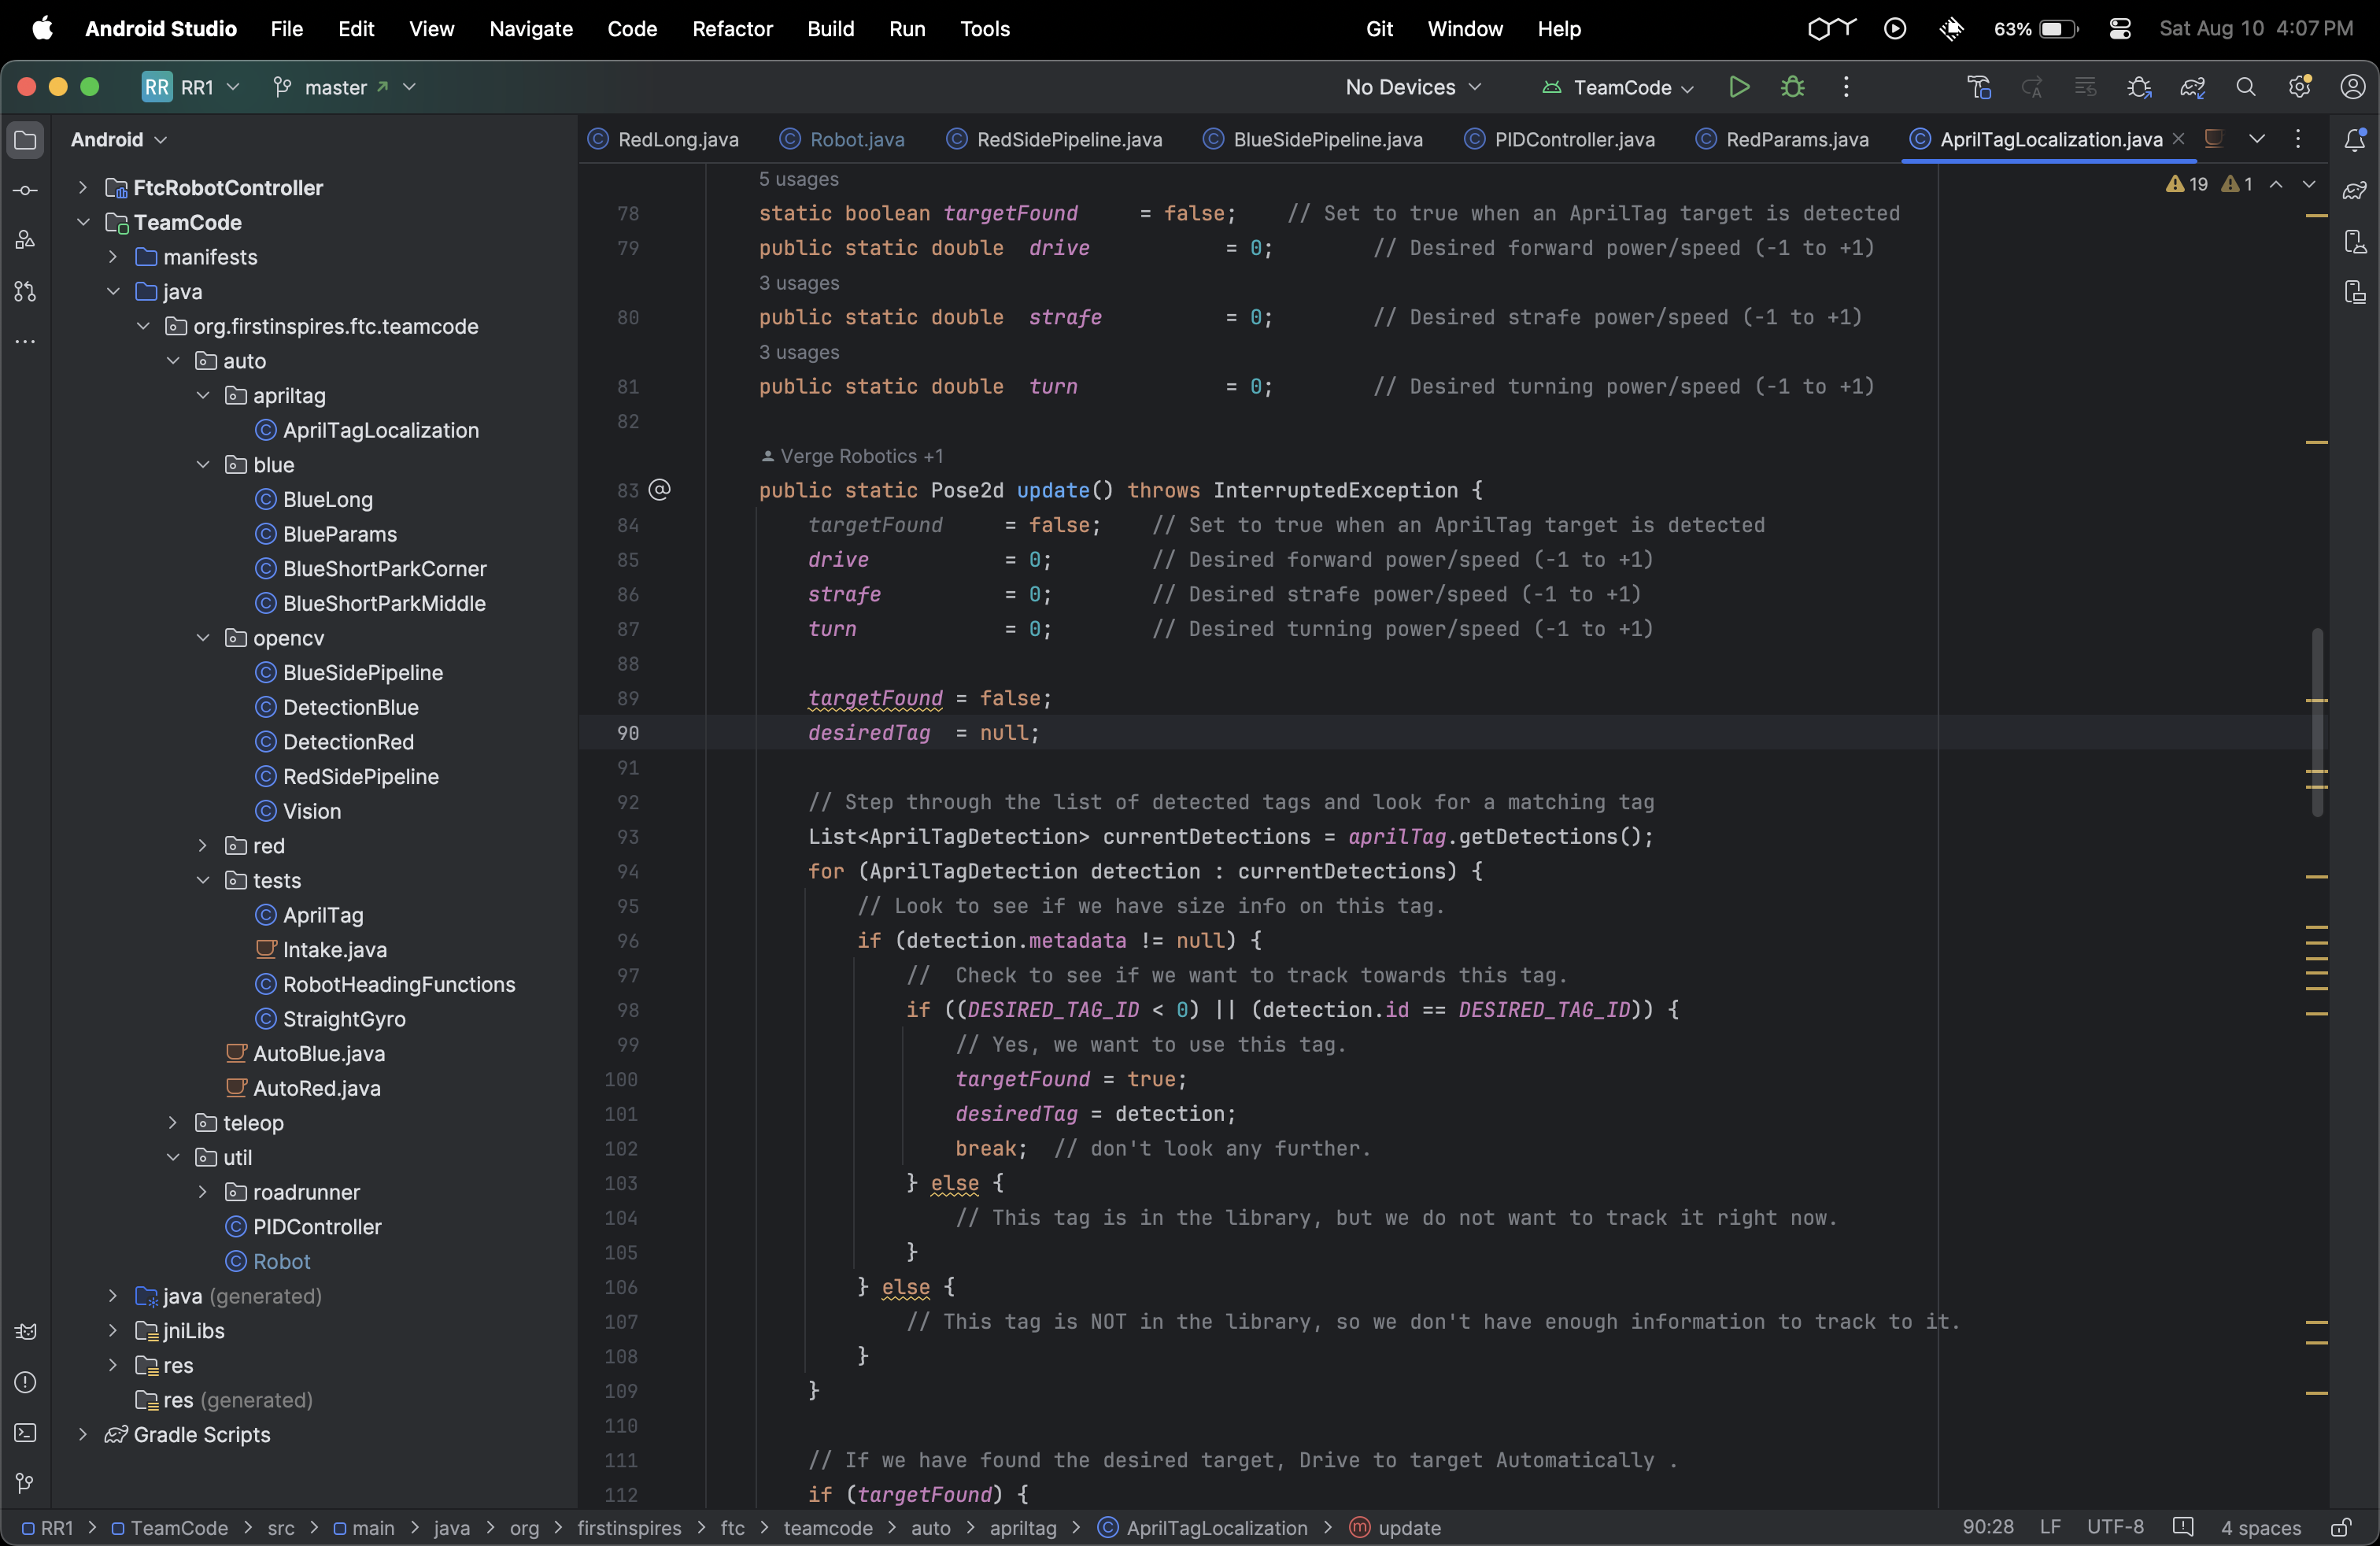 Android Studio File Edit View Navigate Code Refactor Build Run Tools Git Window Help 63% Sat Aug 10 4:07 PM
RR RR1 master No Devices TeamCode
Android
RedLong.java Robot.java RedSidePipeline.java BlueSidePipeline.java PIDController.java RedParams.java AprilTagLocalization.java
19 1
FtcRobotController
TeamCode
manifests
java
org.firstinspires.ftc.teamcode
auto
apriltag
AprilTagLocalization
blue
BlueLong
BlueParams
BlueShortParkCorner
BlueShortParkMiddle
opencv
BlueSidePipeline
DetectionBlue
DetectionRed
RedSidePipeline
Vision
red
tests
AprilTag
Intake.java
RobotHeadingFunctions
StraightGyro
AutoBlue.java
AutoRed.java
teleop
util
roadrunner
PIDController
Robot
java (generated)
jniLibs
res
res (generated)
Gradle Scripts
5 usages
78 static boolean targetFound = false; // Set to true when an AprilTag target is detected
79 public static double drive = 0; // Desired forward power/speed (-1 to +1)
3 usages
80 public static double strafe = 0; // Desired strafe power/speed (-1 to +1)
3 usages
81 public static double turn = 0; // Desired turning power/speed (-1 to +1)
82
Verge Robotics +1
83 @ public static Pose2d update() throws InterruptedException {
84 targetFound = false; // Set to true when an AprilTag target is detected
85 drive = 0; // Desired forward power/speed (-1 to +1)
86 strafe = 0; // Desired strafe power/speed (-1 to +1)
87 turn = 0; // Desired turning power/speed (-1 to +1)
88
89 targetFound = false;
90 desiredTag = null;
91
92 // Step through the list of detected tags and look for a matching tag
93 List<AprilTagDetection> currentDetections = aprilTag.getDetections();
94 for (AprilTagDetection detection : currentDetections) {
95 // Look to see if we have size info on this tag.
96 if (detection.metadata != null) {
97 // Check to see if we want to track towards this tag.
98 if ((DESIRED_TAG_ID < 0) || (detection.id == DESIRED_TAG_ID)) {
99 // Yes, we want to use this tag.
100 targetFound = true;
101 desiredTag = detection;
102 break; // don't look any further.
103 } else {
104 // This tag is in the library, but we do not want to track it right now.
105 }
106 } else {
107 // This tag is NOT in the library, so we don't have enough information to track to it.
108 }
109 }
110
111 // If we have found the desired target, Drive to target Automatically .
112 if (targetFound) {
RR1 > TeamCode > src > main > java > org > firstinspires > ftc > teamcode > auto > apriltag > AprilTagLocalization > update
90:28 LF UTF-8 4 spaces